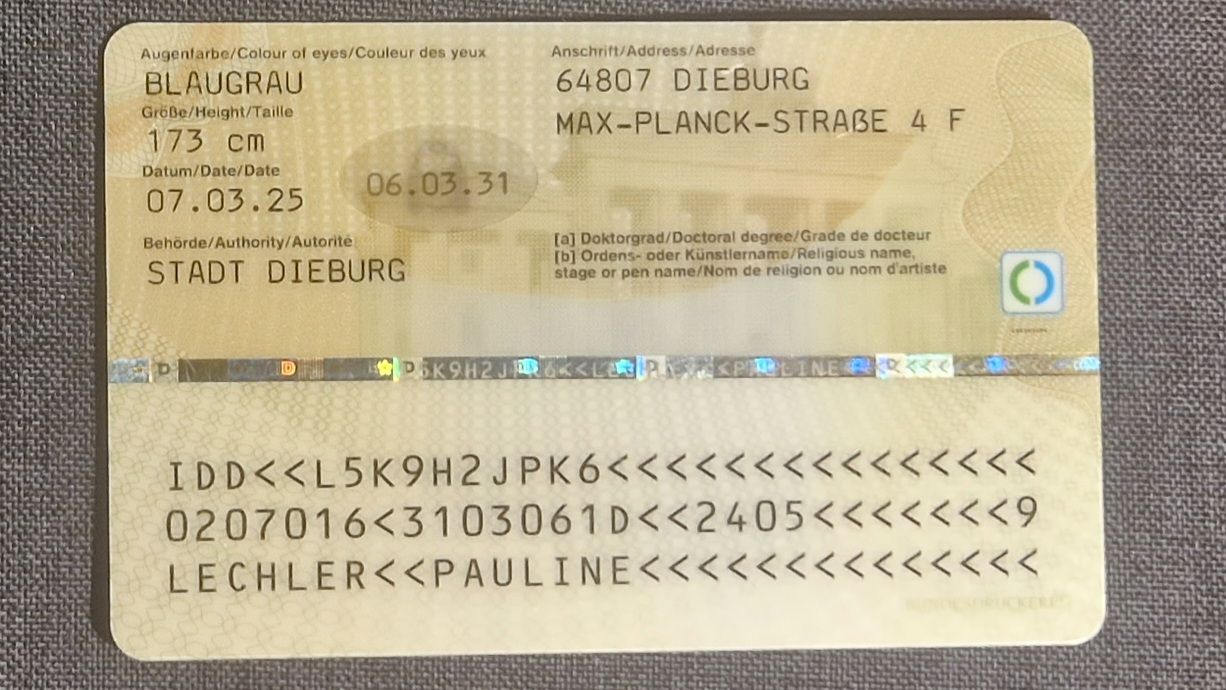 Augenfarbe/Colour of eyes/Couleur des yeux
BLAUGRAU
Größe/Height/Taille
173 cm
Datum/Date/Date
07.03.25
06.03.31
Behörde/Authority/Autorité
STADT DIEBURG
Anschrift/Address/Adresse
64807 DIEBURG
MAX-PLANCK-STRAßE 4 F
[a] Doktorgrad/Doctoral degree/Grade de docteur
[b] Ordens- oder Künstlername/Religious name,
stage or pen name/Nom de religion ou nom d'artiste
IDD<<L5K9H2JPK6<<<<<<<<<<<<<<<
0207016<3103061D<<2405<<<<<<<9
LECHLER<<PAULINE<<<<<<<<<<<<<<
BUNDESDRUCKEREI